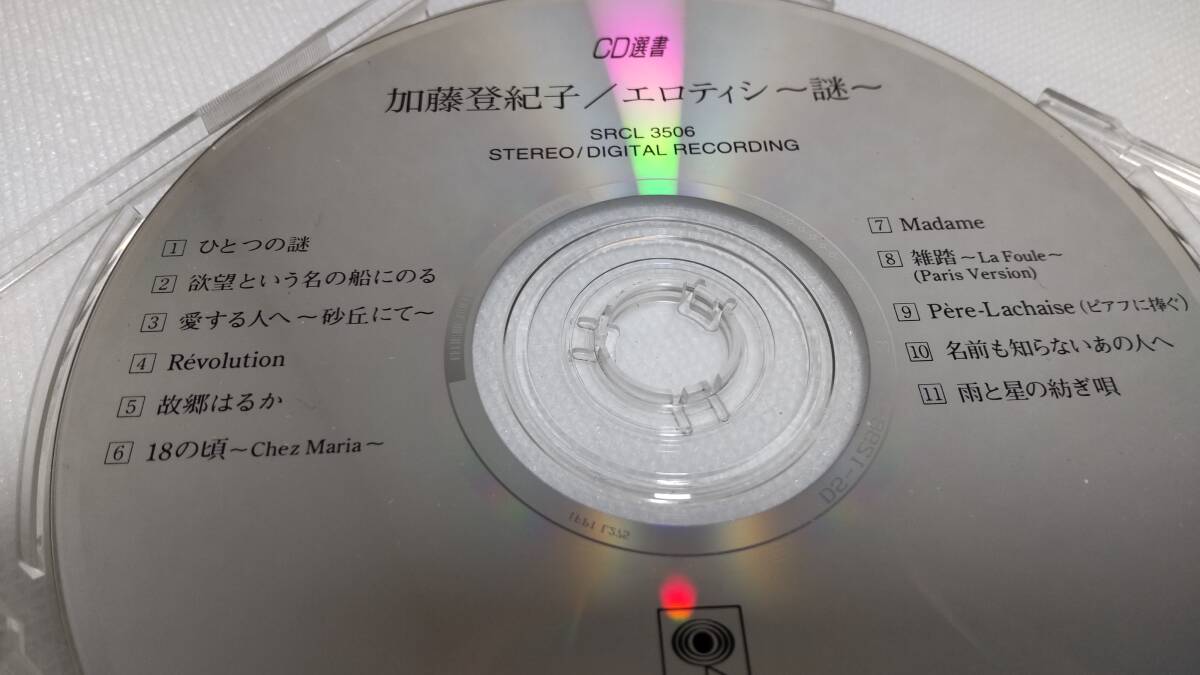 CD選書
加藤登紀子／エロティシ〜謎〜
SRCL 3506
STEREO/DIGITAL RECORDING
1 ひとつの謎
2 欲望という名の船にのる
3 愛する人へ〜砂丘にて〜
4 Révolution
5 故郷はるか
6 18の頃〜Chez Maria〜
7 Madame
8 雑踏〜La Foule〜
(Paris Version)
9 Père-Lachaise (ピアフに捧ぐ)
10 名前も知らないあの人へ
11 雨と星の紡ぎ唄
IFPI L275